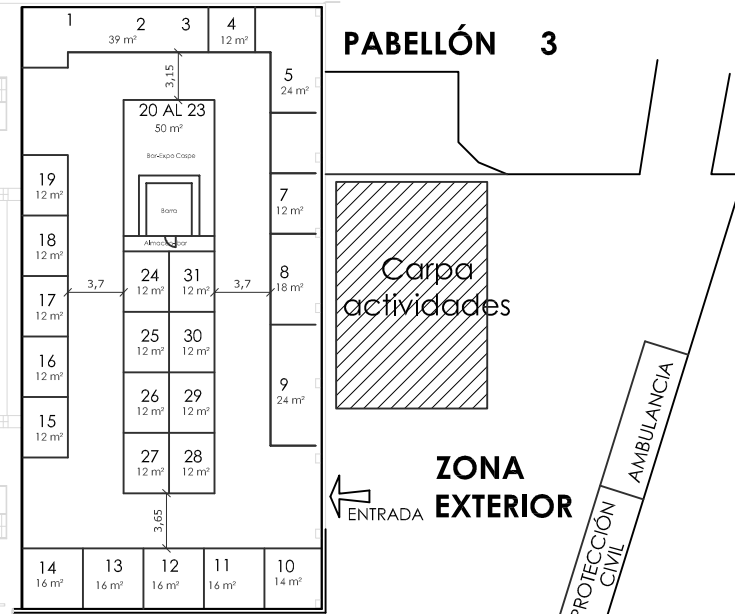 1
2
3
39 m²
4
12 m²
PABELLÓN 3
3,15
5
24 m²
20 AL 23
50 m²
Bar-Expo Caspe
19
12 m²
7
12 m²
Barra
18
12 m²
Almacen-bar
24
12 m²
31
12 m²
8
18 m²
Carpa
actividades
3,7
3,7
17
12 m²
25
12 m²
30
12 m²
16
12 m²
26
12 m²
29
12 m²
9
24 m²
AMBULANCIA
15
12 m²
27
12 m²
28
12 m²
ZONA
EXTERIOR
ENTRADA
3,65
PROTECCIÓN
CIVIL
14
16 m²
13
16 m²
12
16 m²
11
16 m²
10
14 m²